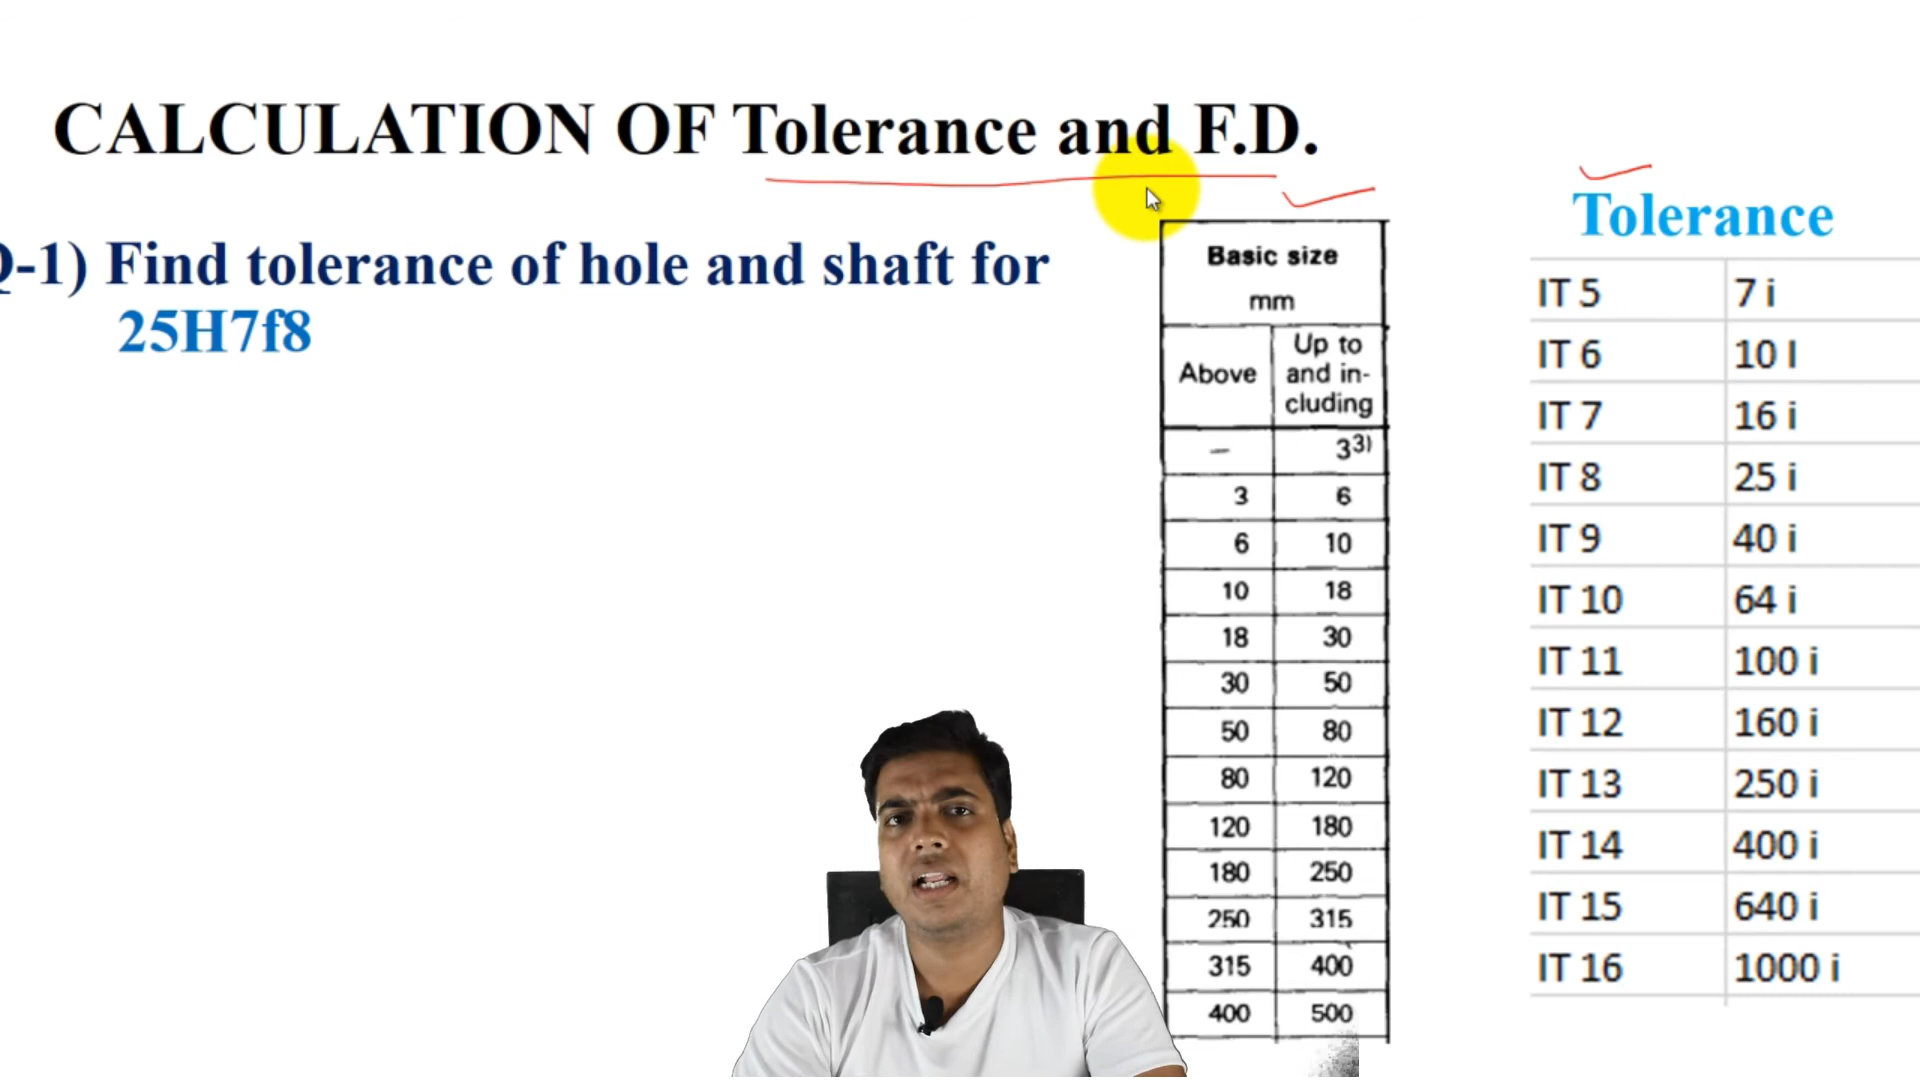 CALCULATION OF Tolerance and F.D.
Q-1) Find tolerance of hole and shaft for
25H7f8
Basic size
mm
Above
Up to
and in-
cluding
— 3 3)
3 6
6 10
10 18
18 30
30 50
50 80
80 120
120 180
180 250
250 315
315 400
400 500
Tolerance
IT 5 7 i
IT 6 10 I
IT 7 16 i
IT 8 25 i
IT 9 40 i
IT 10 64 i
IT 11 100 i
IT 12 160 i
IT 13 250 i
IT 14 400 i
IT 15 640 i
IT 16 1000 i